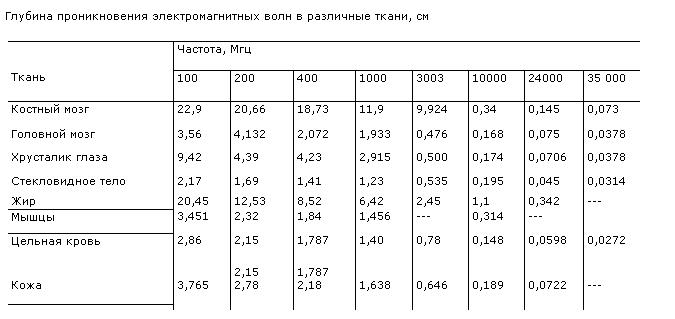 Глубина проникновения электромагнитных волн в различные ткани, см
Частота, Мгц
Ткань 100 200 400 1000 3003 10000 24000 35 000
Костный мозг 22,9 20,66 18,73 11,9 9,924 0,34 0,145 0,073
Головной мозг 3,56 4,132 2,072 1,933 0,476 0,168 0,075 0,0378
Хрусталик глаза 9,42 4,39 4,23 2,915 0,500 0,174 0,0706 0,0378
Стекловидное тело 2,17 1,69 1,41 1,23 0,535 0,195 0,045 0,0314
Жир 20,45 12,53 8,52 6,42 2,45 1,1 0,342 ---
Мышцы 3,451 2,32 1,84 1,456 --- 0,314 ---
Цельная кровь 2,86 2,15 1,787 1,40 0,78 0,148 0,0598 0,0272
2,15 1,787
Кожа 3,765 2,78 2,18 1,638 0,646 0,189 0,0722 ---